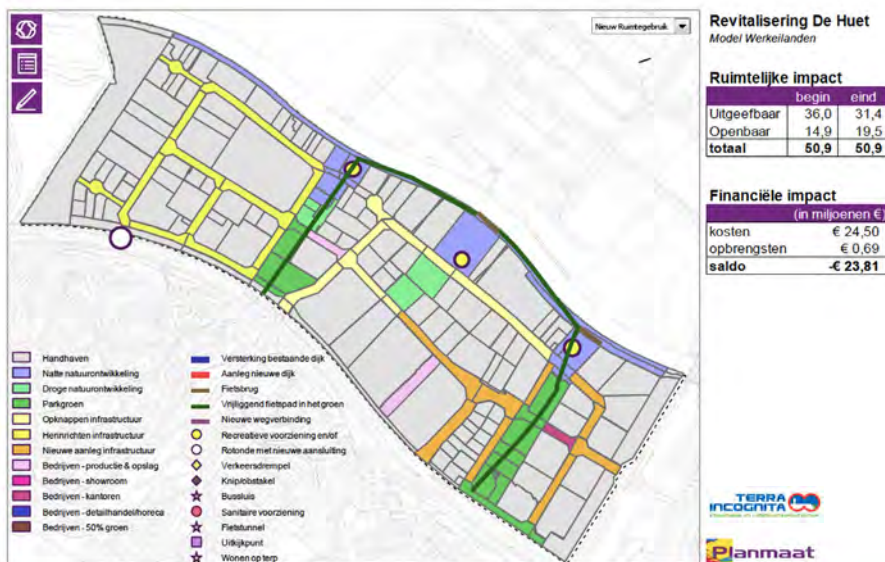 Nieuw Ruimtegebruik
Revitalisering De Huet
Model Werkeilanden
Ruimtelijke impact
begin eind
Uitgeefbaar 36,0 31,4
Openbaar 14,9 19,5
totaal 50,9 50,9
Financiële impact
(in miljoenen €)
kosten € 24,50
opbrengsten € 0,69
saldo -€ 23,81
Handhaven
Natte natuurontwikkeling
Droge natuurontwikkeling
Parkgroen
Opknappen infrastructuur
Herinrichten infrastructuur
Nieuwe aanleg infrastructuur
Bedrijven - productie & opslag
Bedrijven - showroom
Bedrijven - kantoren
Bedrijven - detailhandel/horeca
Bedrijven - 50% groen
Versterking bestaande dijk
Aanleg nieuwe dijk
Fietsbrug
Vrijliggend fietspad in het groen
Nieuwe wegverbinding
Recreatieve voorziening en/of
Rotonde met nieuwe aansluiting
Verkeersdrempel
Knip/obstakel
Bussluis
Sanitaire voorziening
Fietstunnel
Uitkijkpunt
Wonen op terp
TERRA
INCOGNITA
Planmaat